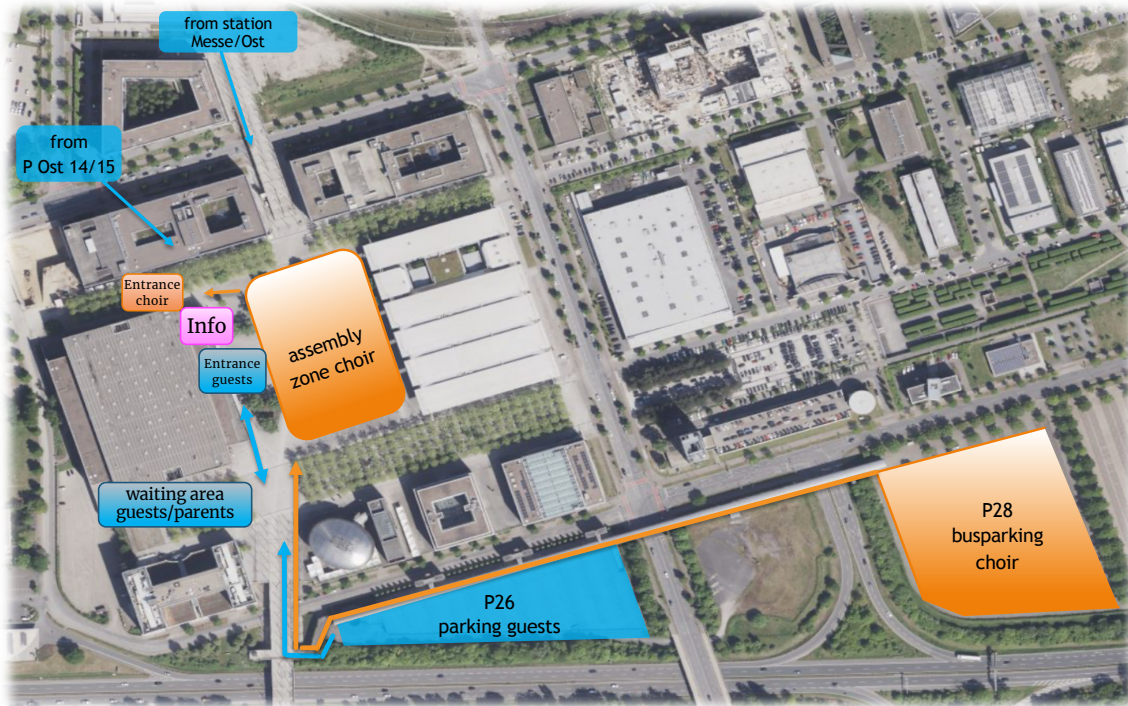 from station
Messe/Ost
from
P Ost 14/15
Entrance
choir
Info
Entrance
guests
assembly
zone choir
waiting area
guests/parents
P26
parking guests
P28
busparking
choir